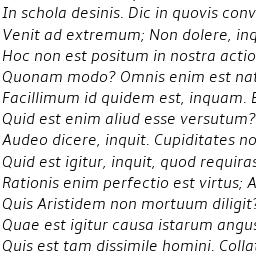 In schola desinis. Dic in quovis conv
Venit ad extremum; Non dolere, inq
Hoc non est positum in nostra actio
Quonam modo? Omnis enim est nat
Facillimum id quidem est, inquam. E
Quid est enim aliud esse versutum?
Audeo dicere, inquit. Cupiditates no
Quid est igitur, inquit, quod requiras
Rationis enim perfectio est virtus; A
Quis Aristidem non mortuum diligit?
Quae est igitur causa istarum angus
Quis est tam dissimile homini. Collat